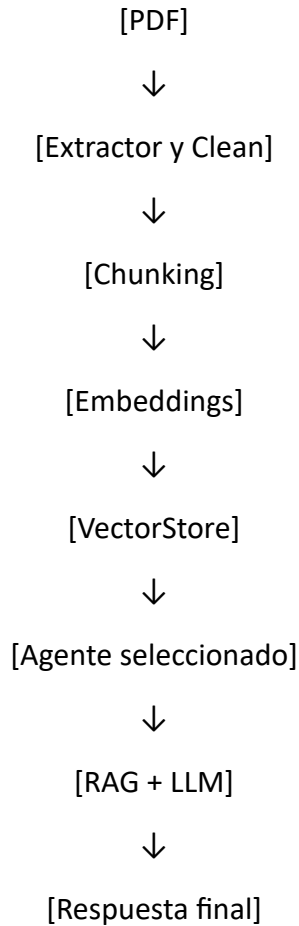 [PDF]
↓
[Extractor y Clean]
↓
[Chunking]
↓
[Embeddings]
↓
[VectorStore]
↓
[Agente seleccionado]
↓
[RAG + LLM]
↓
[Respuesta final]